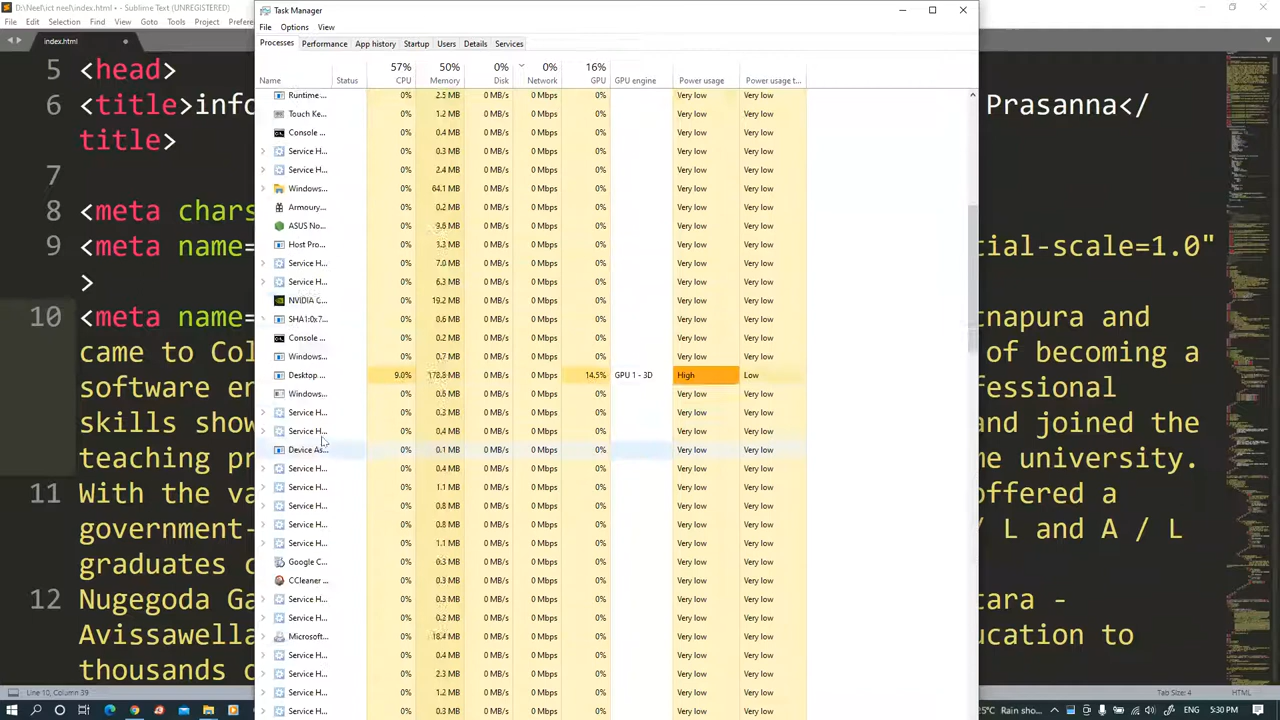 D:\Neel\ict neel\index.html • - Sublime Text (UNREGISTERED)
File Edit Selection Find View Goto Tools Project
index.html
5 <head>
6 <title>info Prasanna</
title>
7
8 <meta chars
9 <meta name= cial-scale=1.0"
>
10 <meta name= tnapura and
came to Col of becoming a
software en fessional
skills show and joined the
teaching pr e university.
11 With the va offered a
government- / L and A / L
graduates c
12 Nugegoda Ga tara -
Avissawella ucation to
thousands o
Line 10, Column 39
Tab Size: 4 HTML
Task Manager
File Options View
Processes Performance App history Startup Users Details Services
57% 50% 0% 0% 16%
Name Status CPU Memory Disk Network GPU GPU engine Power usage Power usage t...
Runtime ... 0% 2.5 MB 0 MB/s 0 Mbps 0% Very low Very low
Touch Ke... 0% 1.2 MB 0 MB/s 0 Mbps 0% Very low Very low
Console ... 0% 0.4 MB 0 MB/s 0 Mbps 0% Very low Very low
Service H... 0% 0.3 MB 0 MB/s 0 Mbps 0% Very low Very low
Service H... 0% 2.4 MB 0 MB/s 0 Mbps 0% Very low Very low
Windows... 0% 64.1 MB 0 MB/s 0 Mbps 0% Very low Very low
Armoury... 0% 0.2 MB 0 MB/s 0 Mbps 0% Very low Very low
ASUS No... 0% MB 0 MB/s 0 Mbps 0% Very low Very low
Host Pro... 0% 3.3 MB 0 MB/s 0 Mbps 0% Very low Very low
Service H... 0% 7.0 MB 0 MB/s 0 Mbps 0% Very low Very low
Service H... 0% 6.3 MB 0 MB/s 0 Mbps 0% Very low Very low
NVIDIA C... 0% 19.2 MB 0 MB/s 0 Mbps 0% Very low Very low
SHA1:0x7... 0% 0.6 MB 0 MB/s 0 Mbps 0% Very low Very low
Console ... 0% 0.2 MB 0 MB/s 0 Mbps 0% Very low Very low
Windows... 0% 0.7 MB 0 MB/s 0 Mbps 0% Very low Very low
Desktop ... 9.0% 178.8 MB 0 MB/s 0 Mbps 14.5% GPU 1 - 3D High Low
Windows... 0% 0.5 MB 0 MB/s 0 Mbps 0% Very low Very low
Service H... 0% 0.3 MB 0 MB/s 0 Mbps 0% Very low Very low
Service H... 0% 0.4 MB 0 MB/s 0 Mbps 0% Very low Very low
Device As... 0% 0.1 MB 0 MB/s 0 Mbps 0% Very low Very low
Service H... 0% 0.4 MB 0 MB/s 0 Mbps 0% Very low Very low
Service H... 0% 1.1 MB 0 MB/s 0 Mbps 0% Very low Very low
Service H... 0% 0.8 MB 0 MB/s 0 Mbps 0% Very low Very low
Service H... 0% 0.8 MB 0 MB/s 0 Mbps 0% Very low Very low
Service H... 0% 1.1 MB 0 MB/s 0 Mbps 0% Very low Very low
Google C... 0% 0.3 MB 0 MB/s 0 Mbps 0% Very low Very low
CCleaner ... 0% 0.3 MB 0 MB/s 0 Mbps 0% Very low Very low
Service H... 0% 0.3 MB 0 MB/s 0 Mbps 0% Very low Very low
Service H... 0% 0.4 MB 0 MB/s 0 Mbps 0% Very low Very low
Microsoft... 0% 18.4 MB 0 MB/s 0 Mbps 0% Very low Very low
Service H... 0% 0.4 MB 0 MB/s 0 Mbps 0% Very low Very low
Service H... 0% 2.3 MB 0 MB/s 0 Mbps 0% Very low Very low
Service H... 0% 1.2 MB 0 MB/s 0 Mbps 0% Very low Very low
Service H... 0% 0.3 MB 0 MB/s 0 Mbps 0% Very low Very low
25°C Rain sho... ENG 5:30 PM